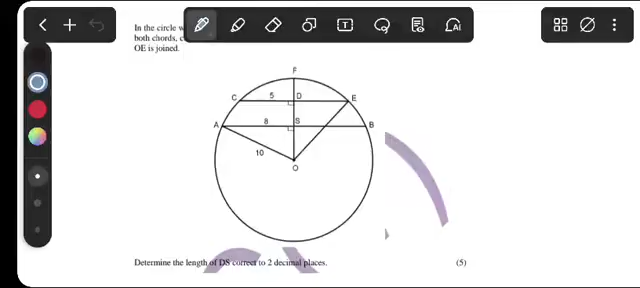 In the circle w
both chords, c
OE is joined.
T
AI
F
C
5
D
E
A
8
S
B
10
O
Determine the length of DS correct to 2 decimal places.
(5)